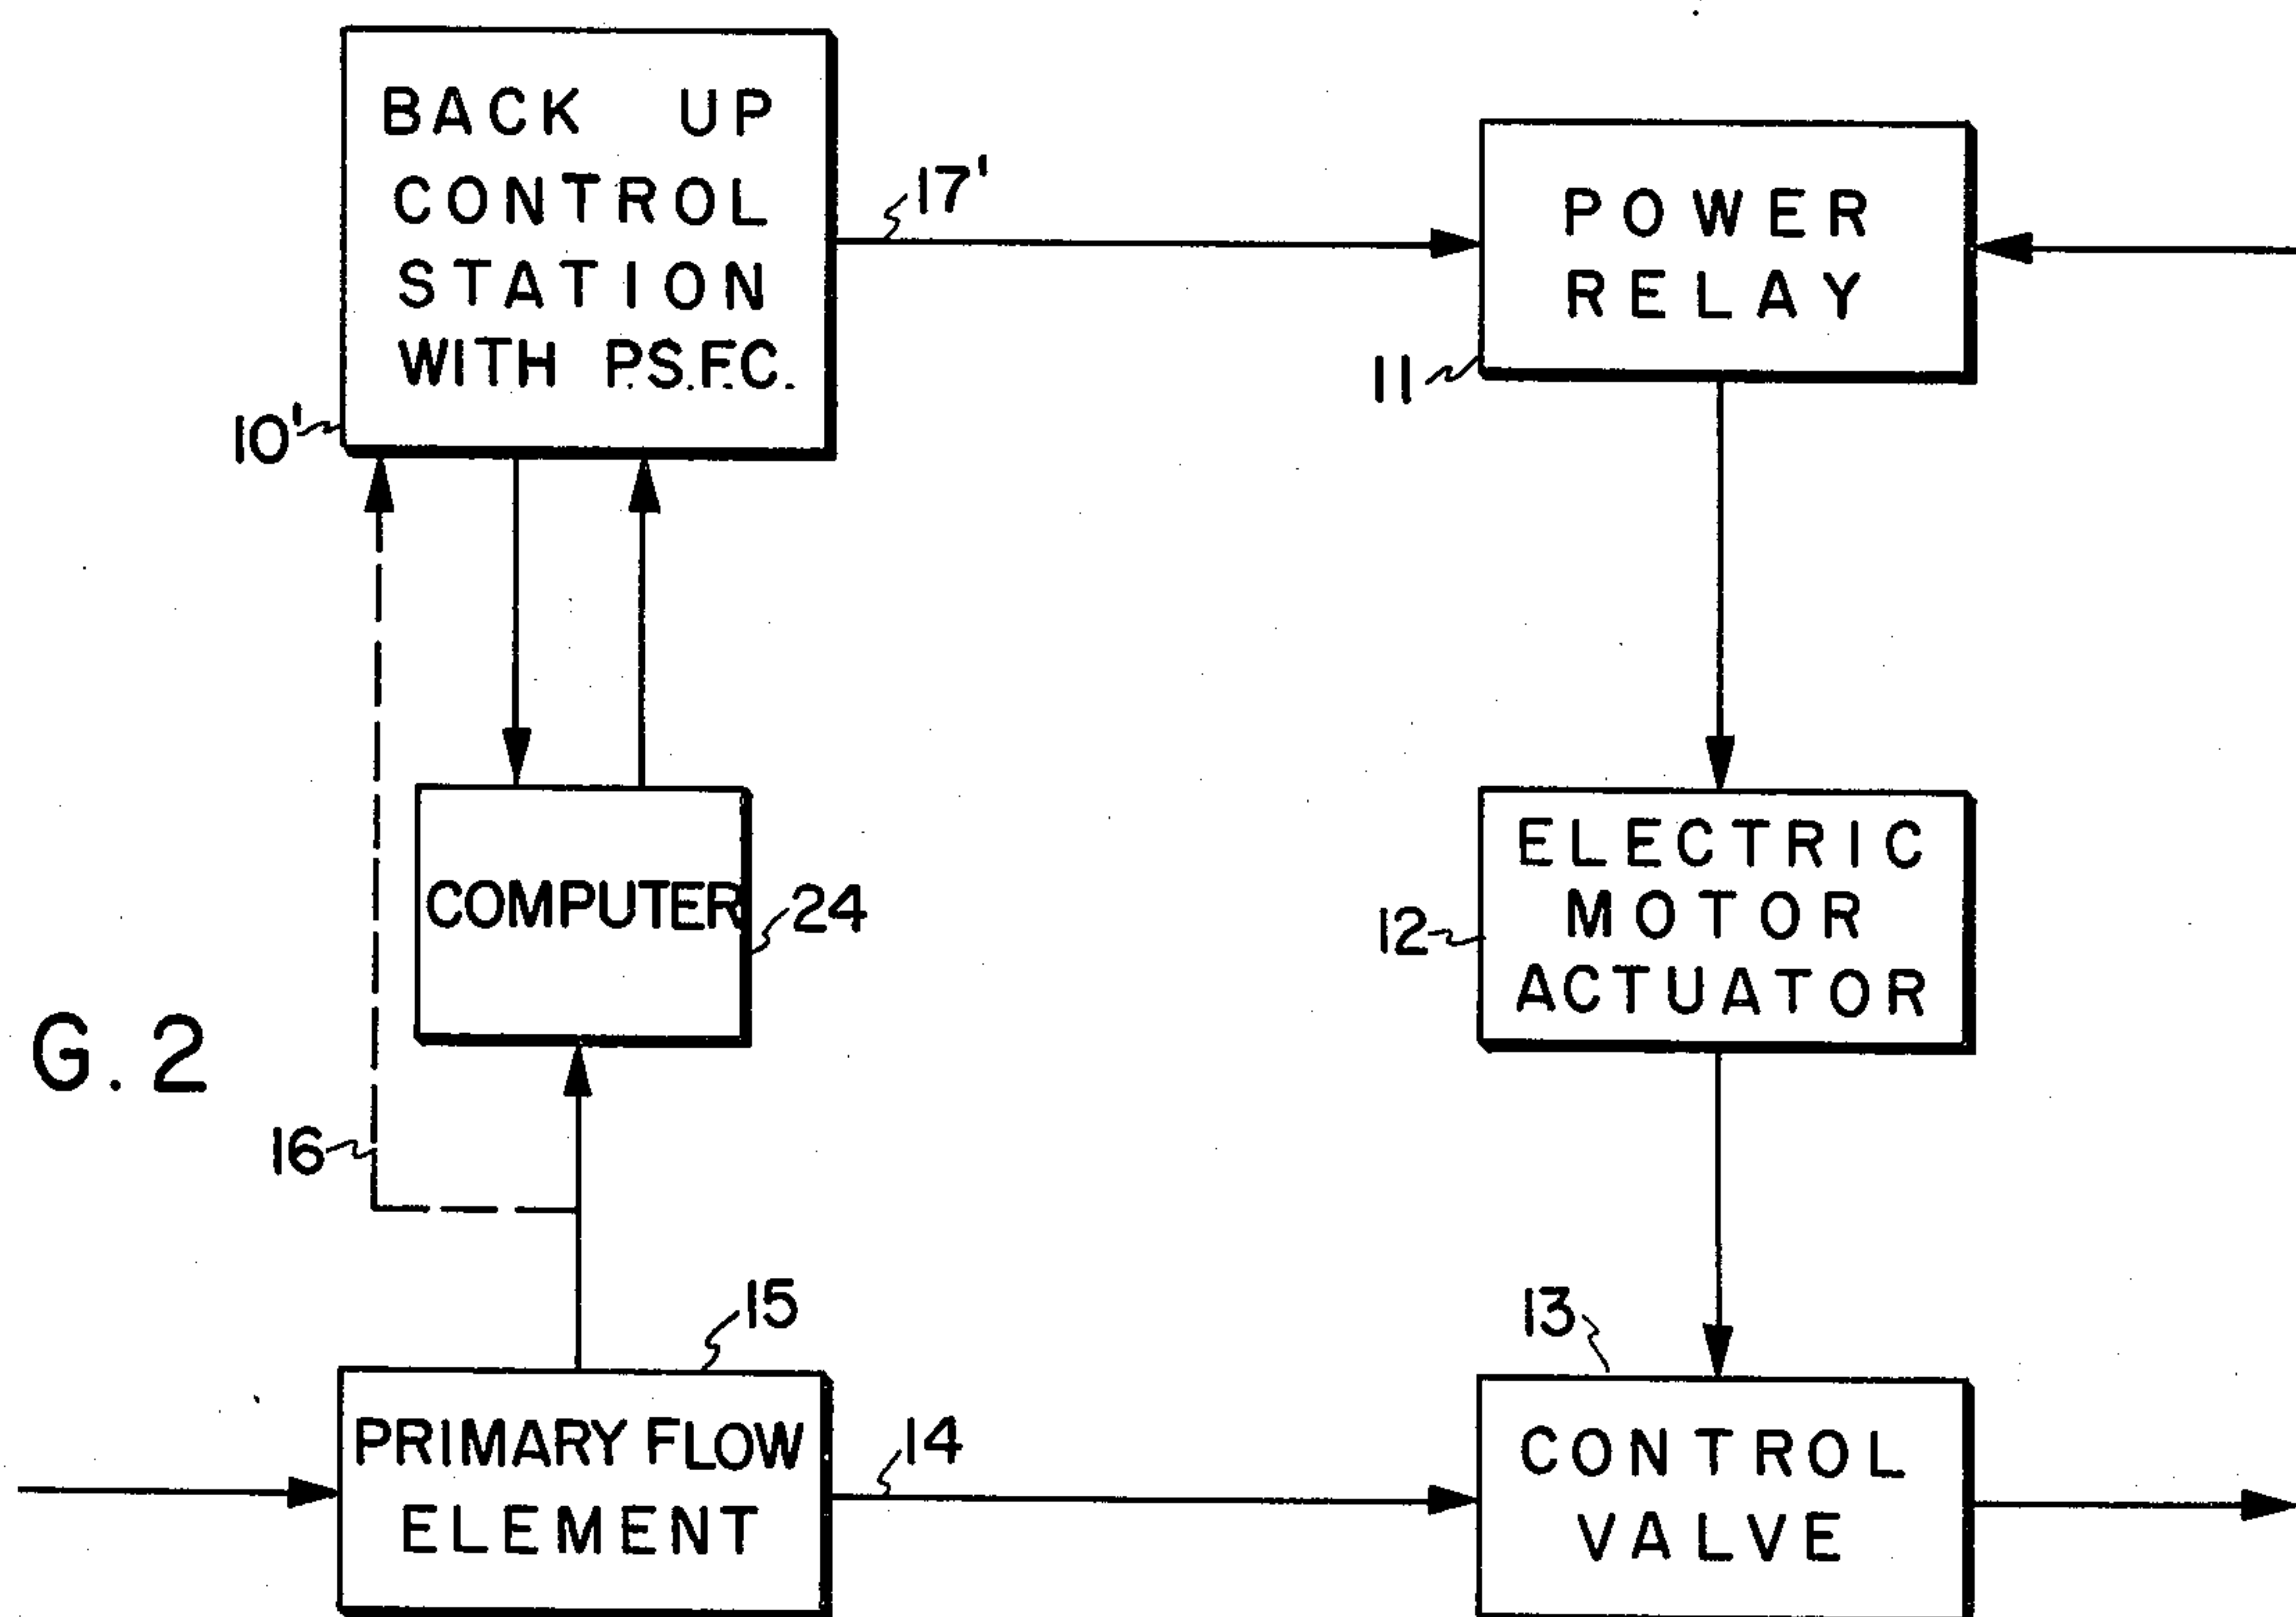 BACK UP
CONTROL
STATION
WITH P.S.F.C.
10'
17'
POWER
RELAY
11
COMPUTER
24
ELECTRIC
MOTOR
ACTUATOR
12
G. 2
16
15
PRIMARY FLOW
ELEMENT
14
13
CONTROL
VALVE